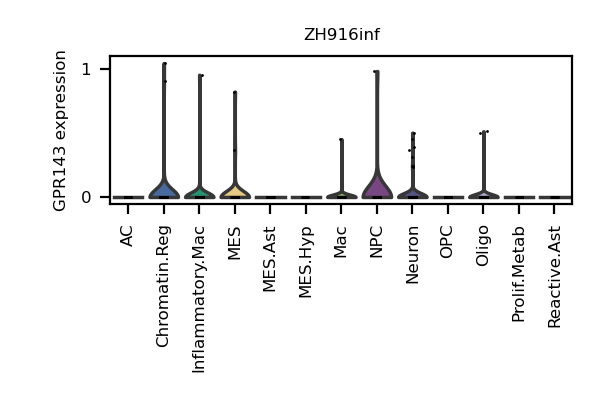 ZH916inf
GPR143 expression
1
0
AC
Chromatin.Reg
Inflammatory.Mac
MES
MES.Ast
MES.Hyp
Mac
NPC
Neuron
OPC
Oligo
Prolif.Metab
Reactive.Ast